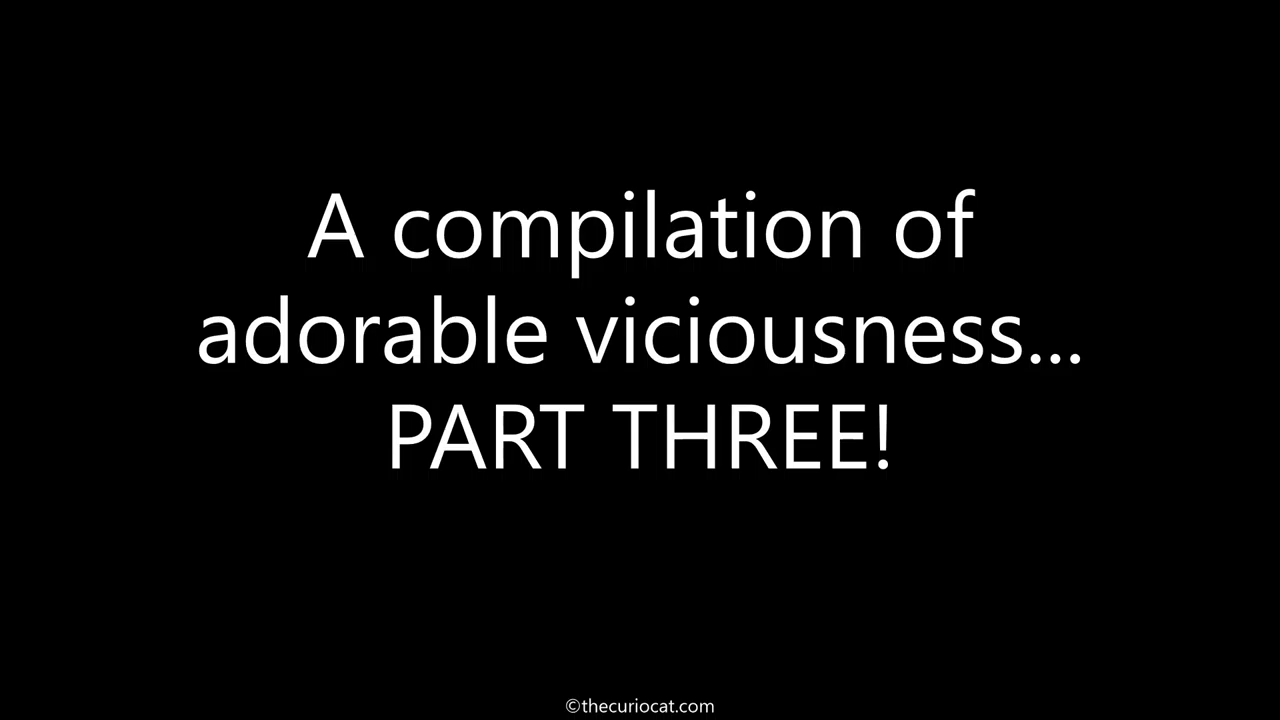 A compilation of
adorable viciousness...
PART THREE!
©thecuriocat.com